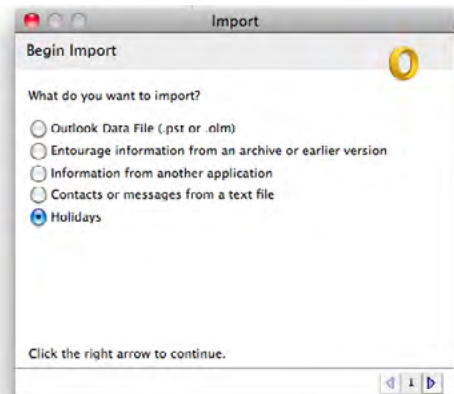 Import
Begin Import
What do you want to import?
Outlook Data File (.pst or .olm)
Entourage information from an archive or earlier version
Information from another application
Contacts or messages from a text file
Holidays
Click the right arrow to continue.
1